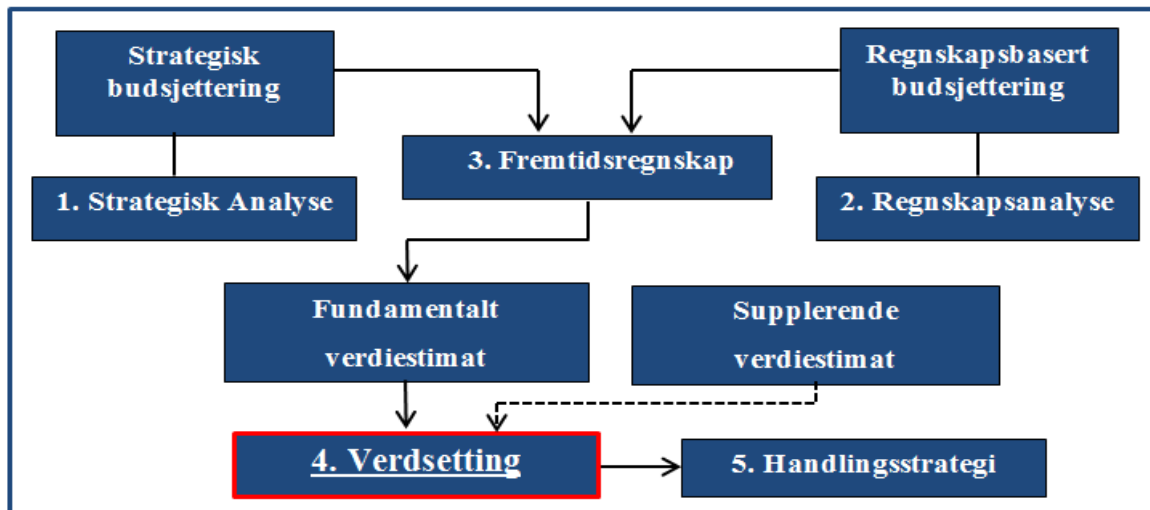 Strategisk
budsjettering
Regnskapsbasert
budsjettering
3. Fremtidsregnskap
1. Strategisk Analyse
2. Regnskapsanalyse
Fundamentalt
verdiestimat
Supplerende
verdiestimat
4. Verdsetting
5. Handlingsstrategi